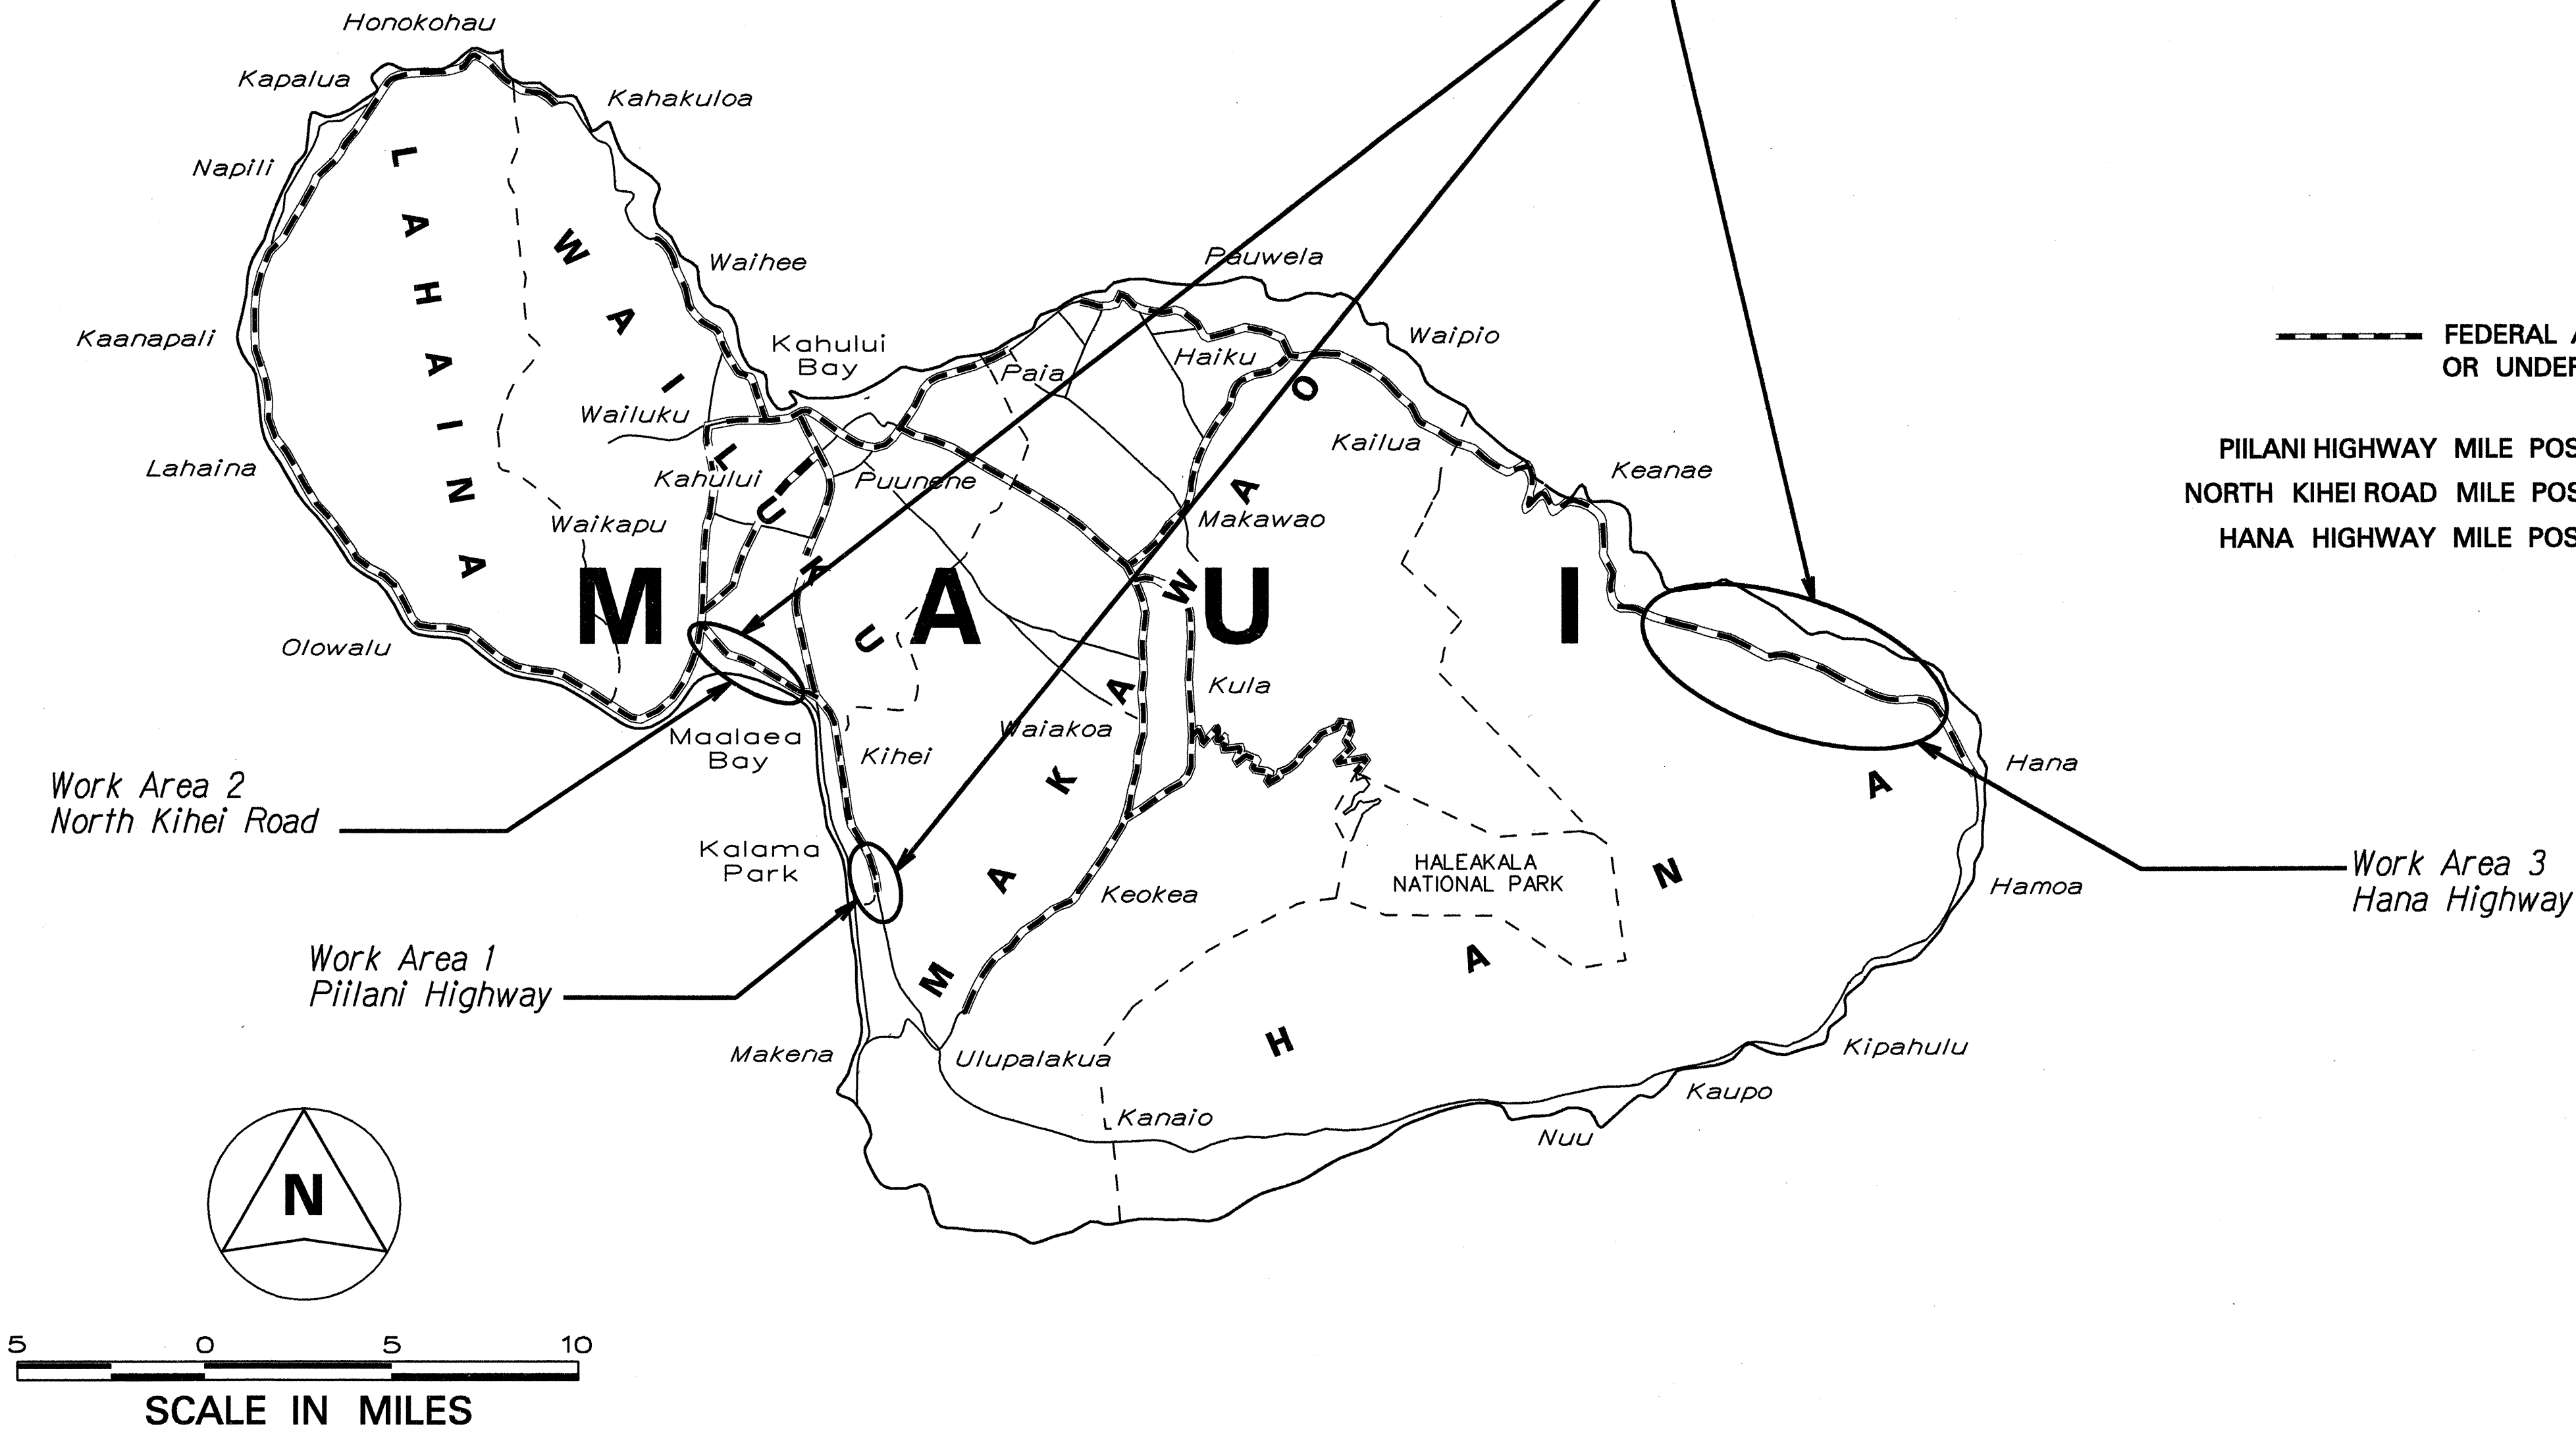 Honokohau
Kapalua
Kahakuloa
Napili
LAHAINA
WAILUKU
Waihee
Pauwela
Kaanapali
Kahului
Bay
Waipio
Haiku
Paia
Wailuku
Kailua
Lahaina
Kahului
Puunene
Keanae
Waikapu
Makawao
MAUI
MAKAWAO
Olowalu
Kula
Maalaea
Bay
Kihei
Waiakoa
Hana
Work Area 2
North Kihei Road
Kalama
Park
HALEAKALA
NATIONAL PARK
HANA
Keokea
Hamoa
Work Area 3
Hana Highway
Work Area 1
Piilani Highway
Makena
Ulupalakua
Kipahulu
Kaupo
Kanaio
Nuu
FEDERAL
OR UNDER
PIILANI HIGHWAY MILE POS
NORTH KIHEI ROAD MILE POS
HANA HIGHWAY MILE POS
N
5 0 5 10
SCALE IN MILES